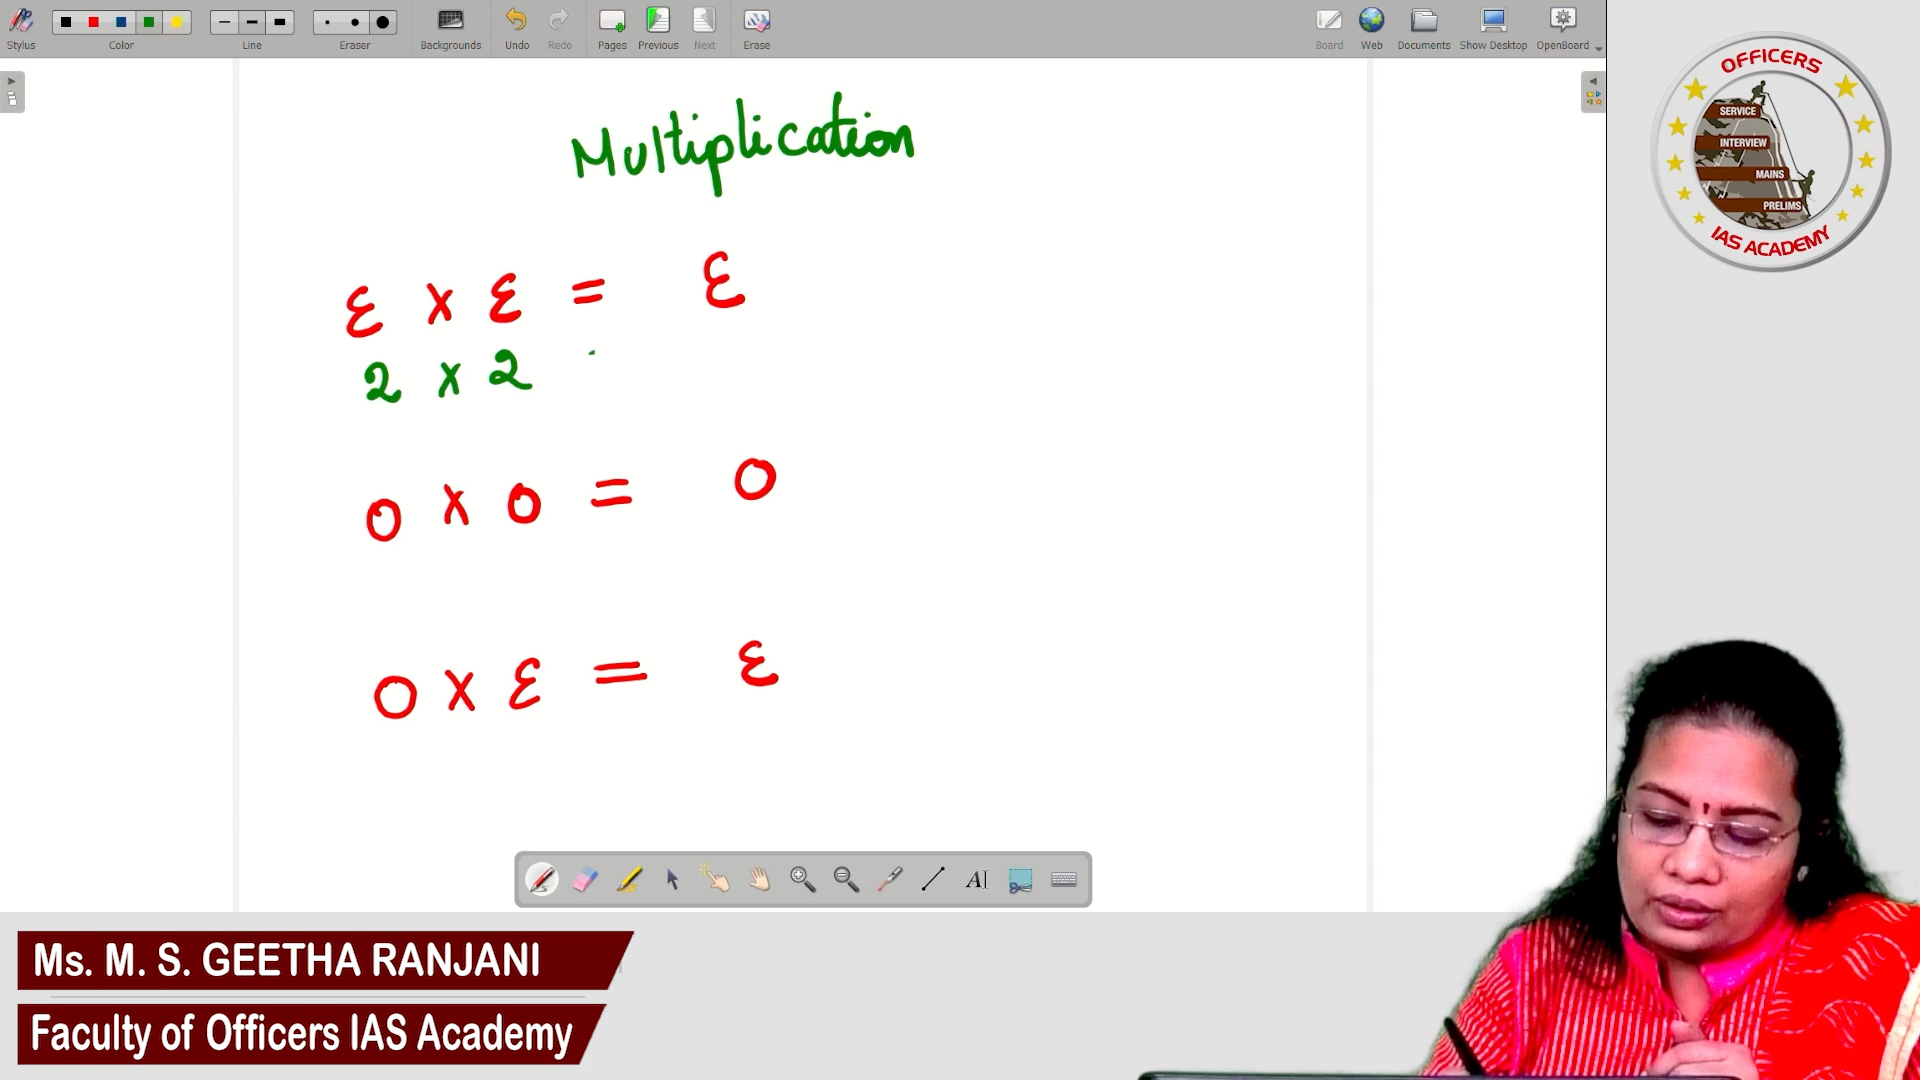 Stylus Color Line Eraser Backgrounds Undo Redo Pages Previous Next Erase Board Web Documents Show Desktop OpenBoard
OFFICERS
SERVICE
INTERVIEW
MAINS
PRELIMS
IAS ACADEMY
Multiplication
ε x ε = ε
2 x 2
0 x 0 = 0
0 x ε = ε
AI
Ms. M. S. GEETHA RANJANI
Faculty of Officers IAS Academy